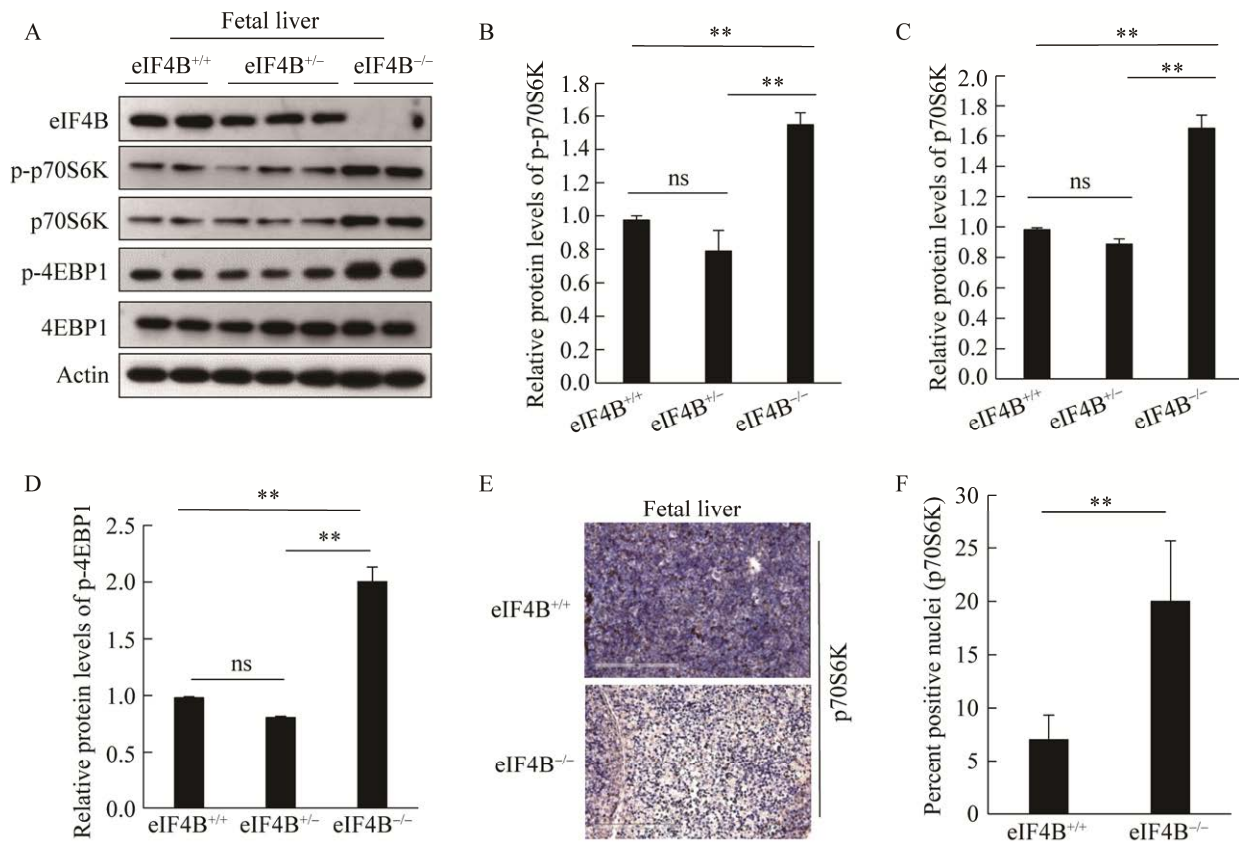 A
Fetal liver
eIF4B+/+ eIF4B+/− eIF4B−/−
eIF4B
p-p70S6K
p70S6K
p-4EBP1
4EBP1
Actin
B
Relative protein levels of p-p70S6K
1.8
1.6
1.4
1.2
1.0
0.8
0.6
0.4
0.2
0.0
**
**
ns
eIF4B+/+ eIF4B+/− eIF4B−/−
C
Relative protein levels of p70S6K
2.0
1.8
1.6
1.4
1.2
1.0
0.8
0.6
0.4
0.2
0.0
**
**
ns
eIF4B+/+ eIF4B+/− eIF4B−/−
D
Relative protein levels of p-4EBP1
2.5
2.0
1.0
1.0
0.5
0.0
**
**
ns
eIF4B+/+ eIF4B+/− eIF4B−/−
E
Fetal liver
eIF4B+/+
eIF4B−/−
p70S6K
F
Percent positive nuclei (p70S6K)
30
25
20
15
10
5
0
**
eIF4B+/+ eIF4B−/−